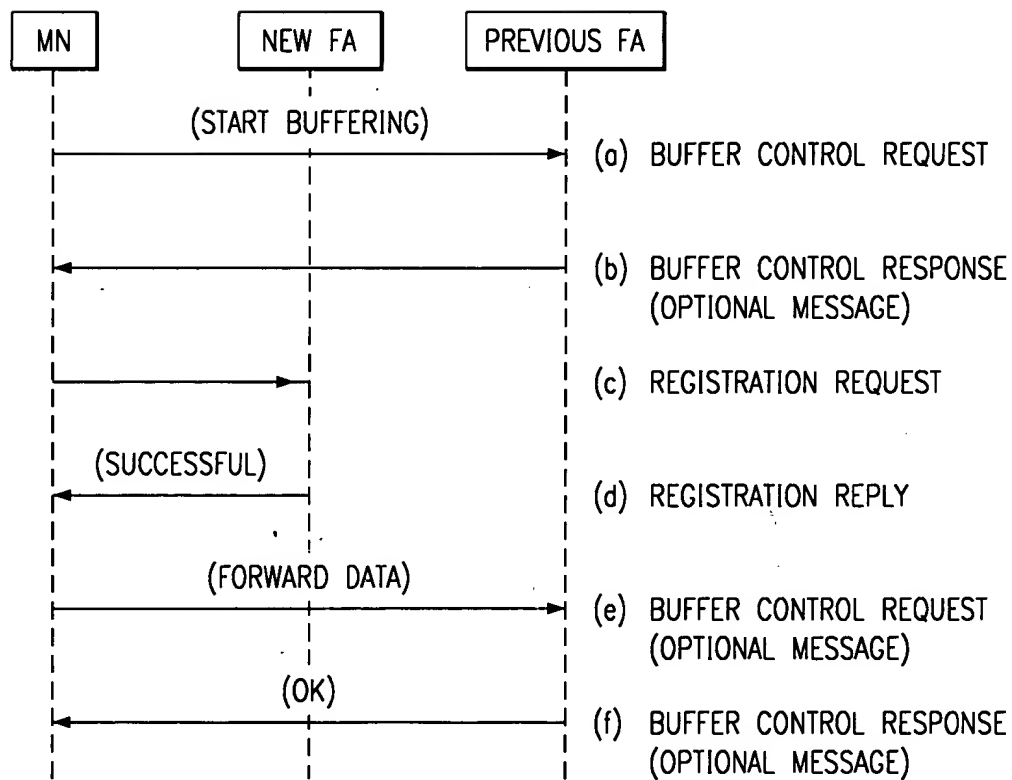 MN
NEW FA
PREVIOUS FA
(START BUFFERING)
(a) BUFFER CONTROL REQUEST
(b) BUFFER CONTROL RESPONSE
(OPTIONAL MESSAGE)
(c) REGISTRATION REQUEST
(SUCCESSFUL)
(d) REGISTRATION REPLY
(FORWARD DATA)
(e) BUFFER CONTROL REQUEST
(OPTIONAL MESSAGE)
(OK)
(f) BUFFER CONTROL RESPONSE
(OPTIONAL MESSAGE)